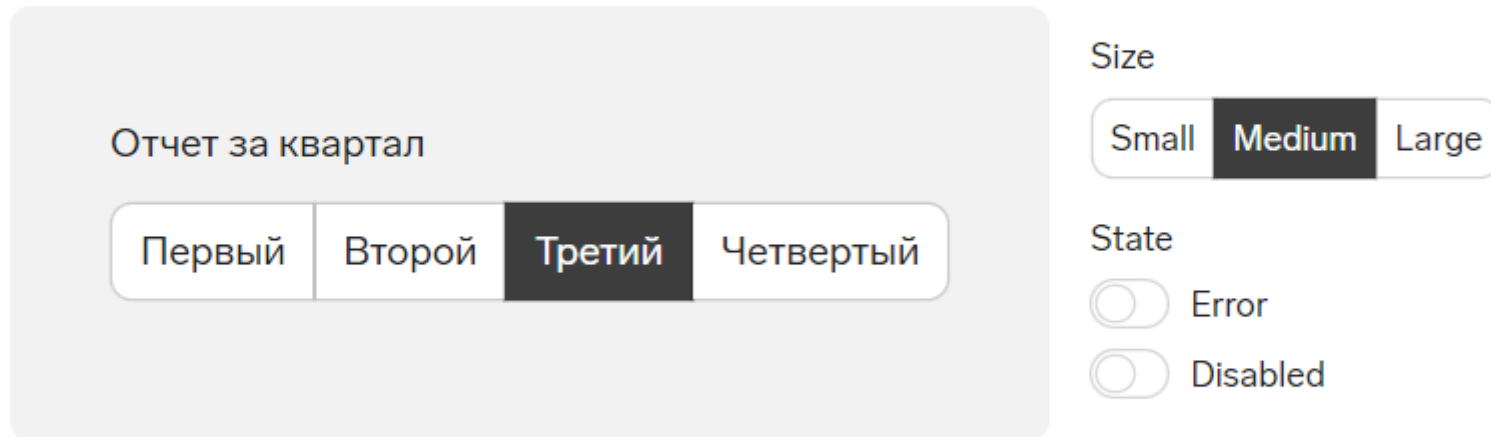 Отчет за квартал
Первый Второй Третий Четвертый
Size
Small Medium Large
State
Error
Disabled